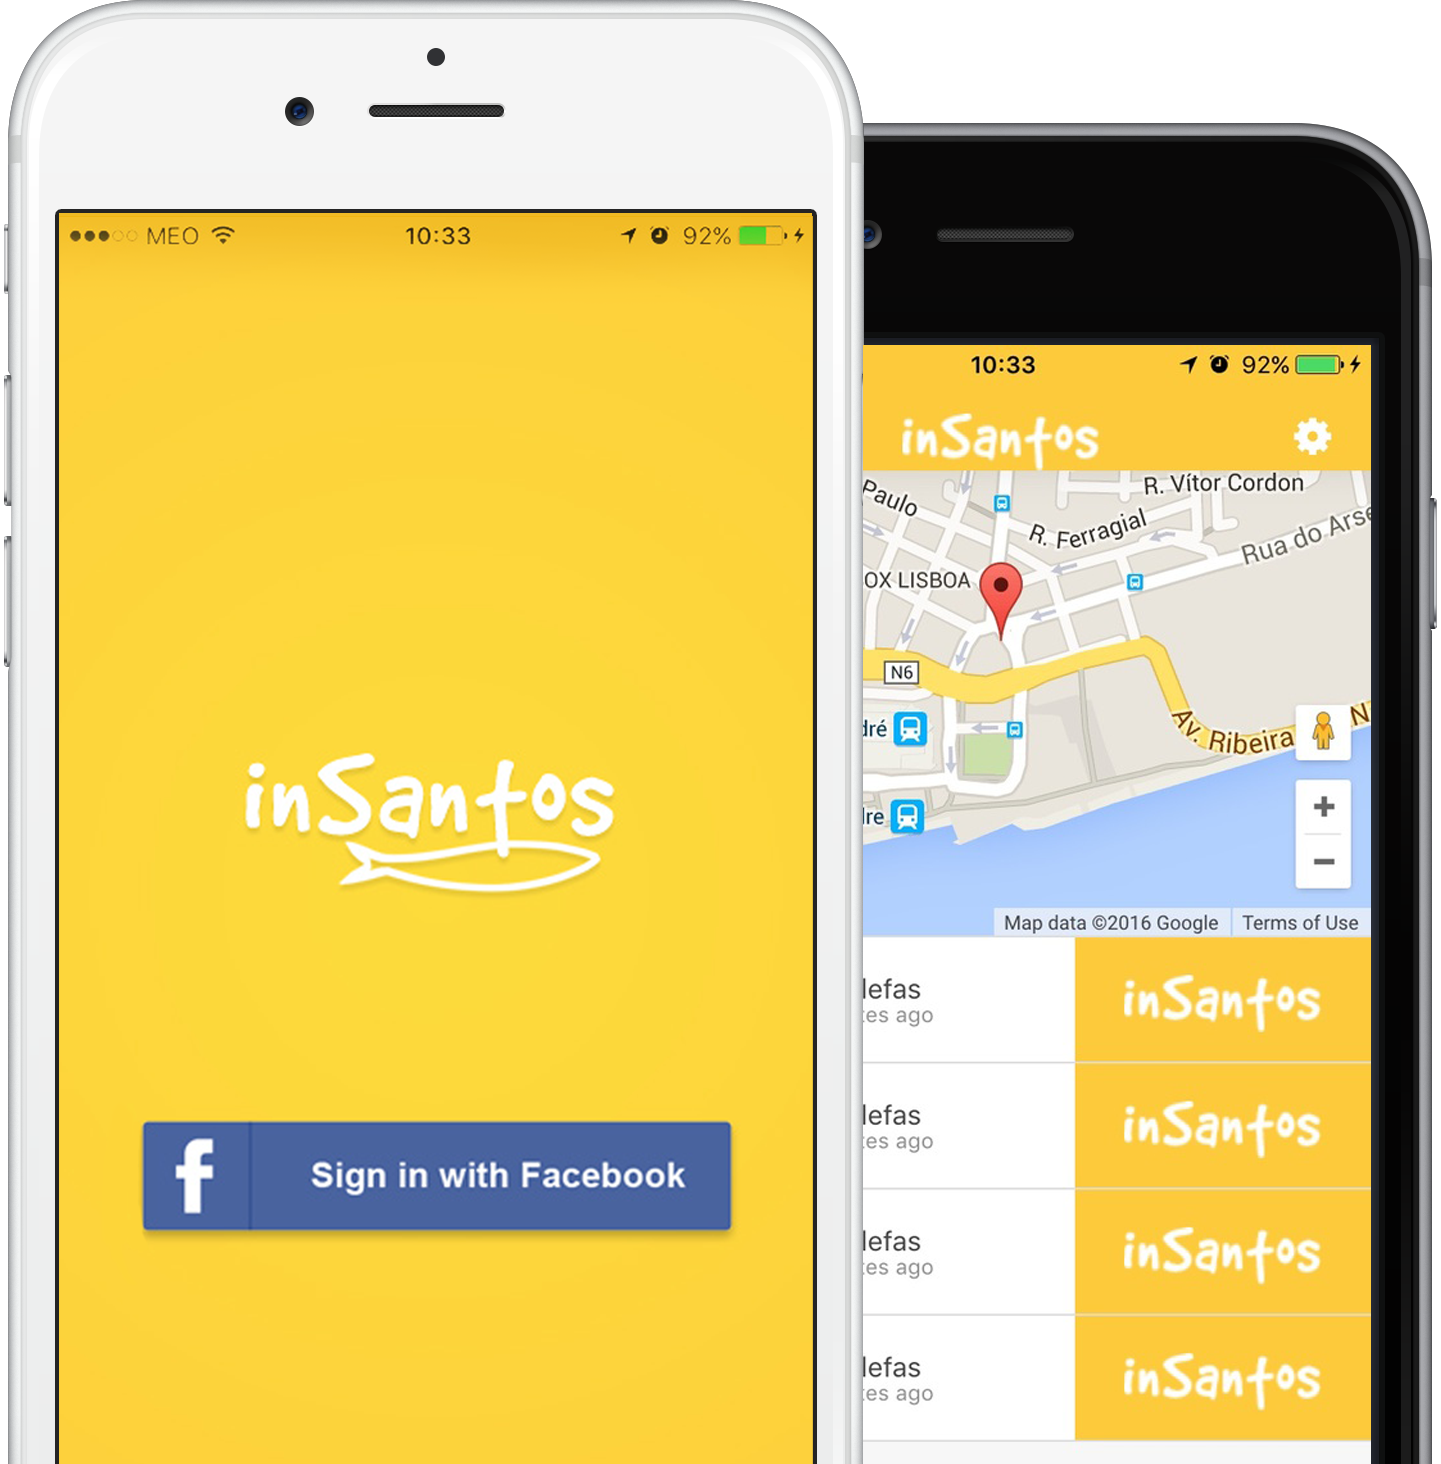 MEO
10:33
92%
inSantos
f
Sign in with Facebook
10:33
92%
inSantos
Paulo
R. Vítor Cordon
R. Ferragial
Rua do Arse
OX LISBOA
N6
dré
Av. Ribeira
N
re
+
−
Map data ©2016 Google
Terms of Use
lefas
tes ago
inSantos
lefas
tes ago
inSantos
lefas
tes ago
inSantos
lefas
tes ago
inSantos